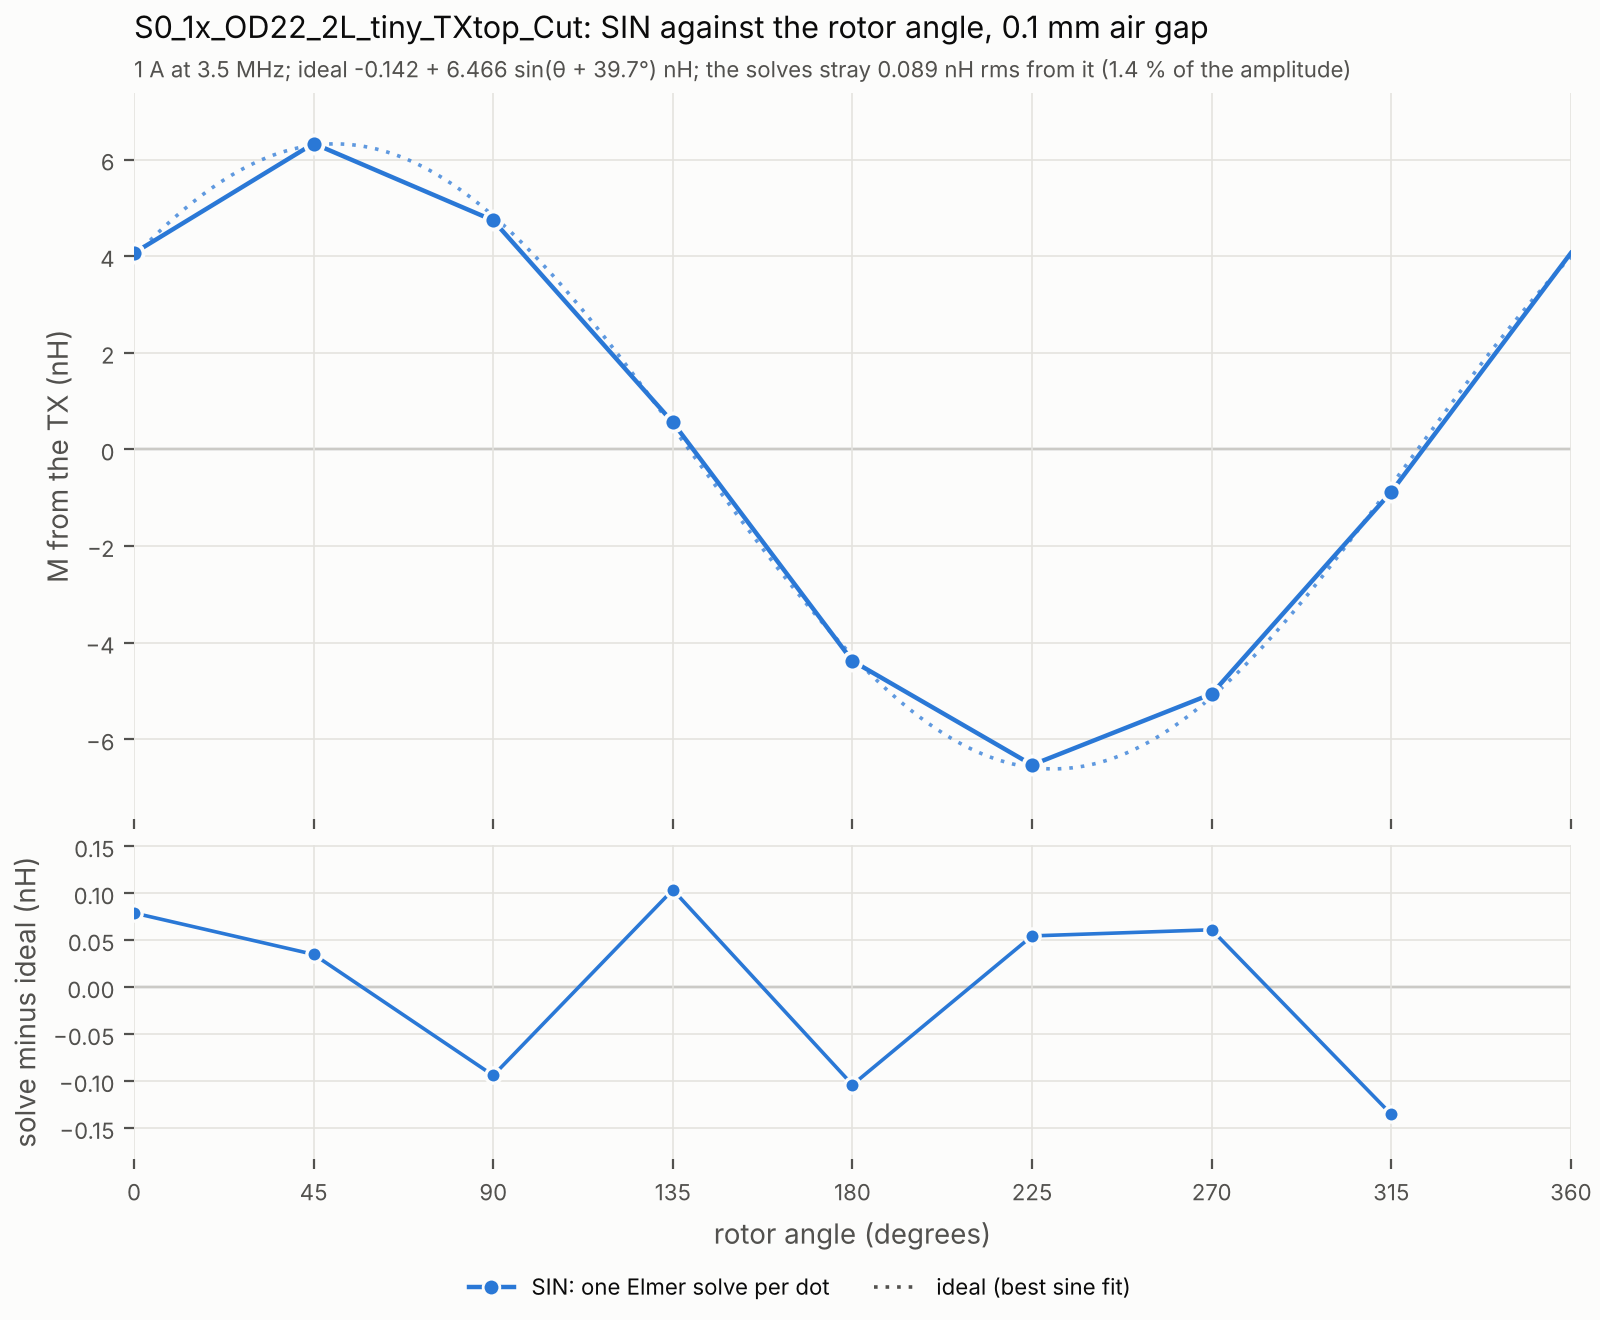 S0_1x_OD22_2L_tiny_TXtop_Cut: SIN against the rotor angle, 0.1 mm air gap
1 A at 3.5 MHz; ideal -0.142 + 6.466 sin(θ + 39.7°) nH; the solves stray 0.089 nH rms from it (1.4 % of the amplitude)
M from the TX (nH)
6
4
2
0
−2
−4
−6
solve minus ideal (nH)
0.15
0.10
0.05
0.00
−0.05
−0.10
−0.15
0 45 90 135 180 225 270 315 360
rotor angle (degrees)
SIN: one Elmer solve per dot ideal (best sine fit)